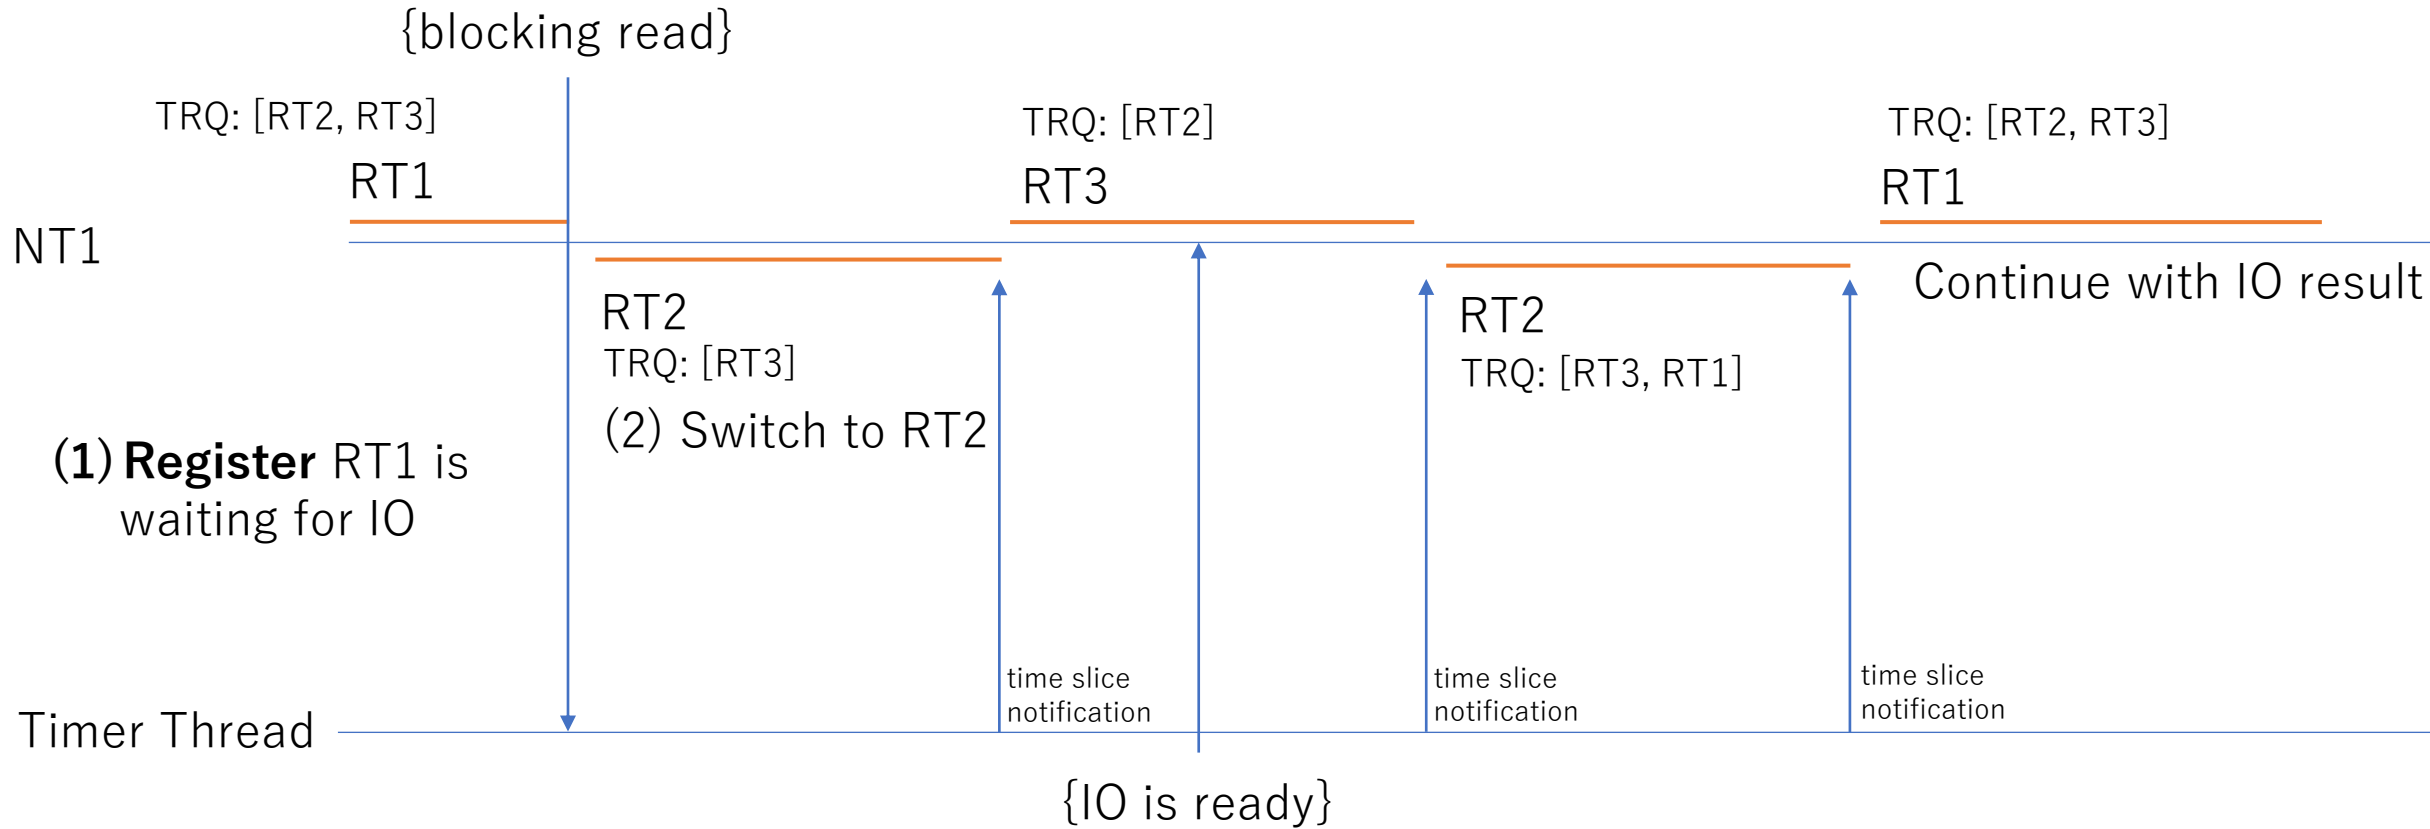 {blocking read}
TRQ: [RT2, RT3]
TRQ: [RT2]
TRQ: [RT2, RT3]
RT1
RT3
RT1
NT1
Continue with IO result
RT2
RT2
TRQ: [RT3]
TRQ: [RT3, RT1]
(2) Switch to RT2
(1) Register RT1 is
waiting for IO
time slice
notification
time slice
notification
time slice
notification
Timer Thread
{IO is ready}